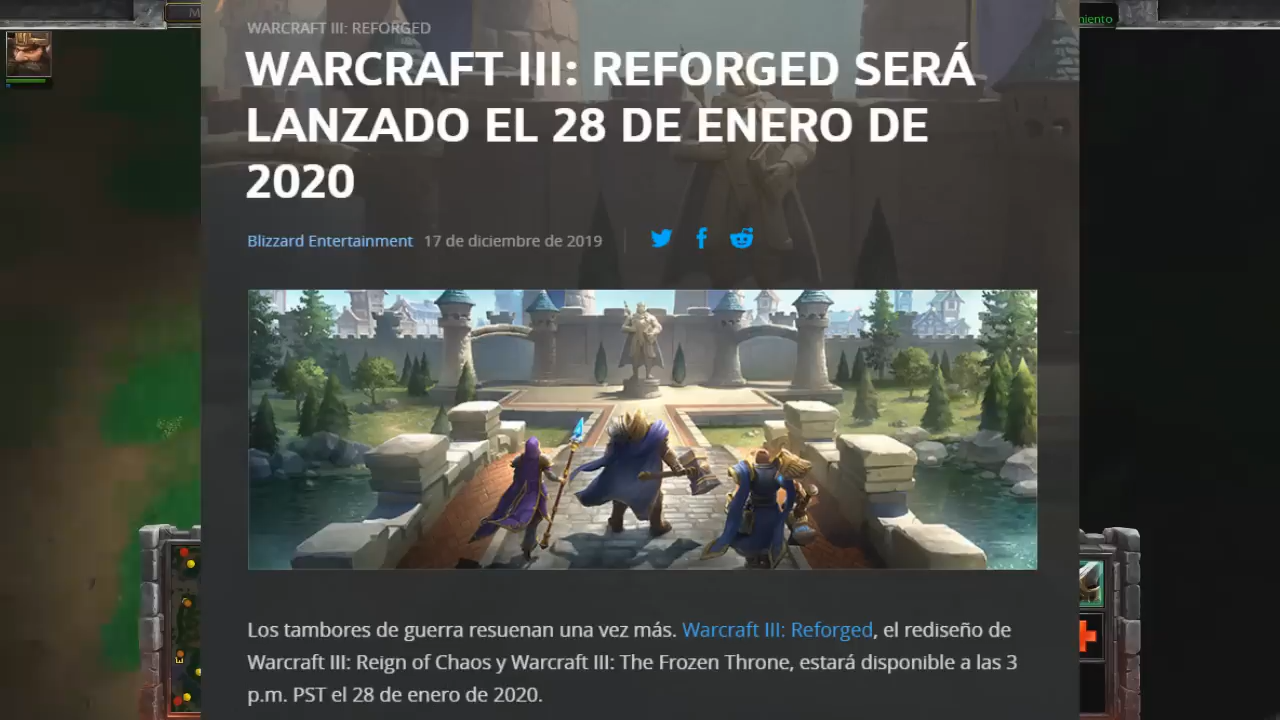 WARCRAFT III: REFORGED
WARCRAFT III: REFORGED SERÁ
LANZADO EL 28 DE ENERO DE
2020
Blizzard Entertainment 17 de diciembre de 2019
Los tambores de guerra resuenan una vez más. Warcraft III: Reforged, el rediseño de
Warcraft III: Reign of Chaos y Warcraft III: The Frozen Throne, estará disponible a las 3
p.m. PST el 28 de enero de 2020.